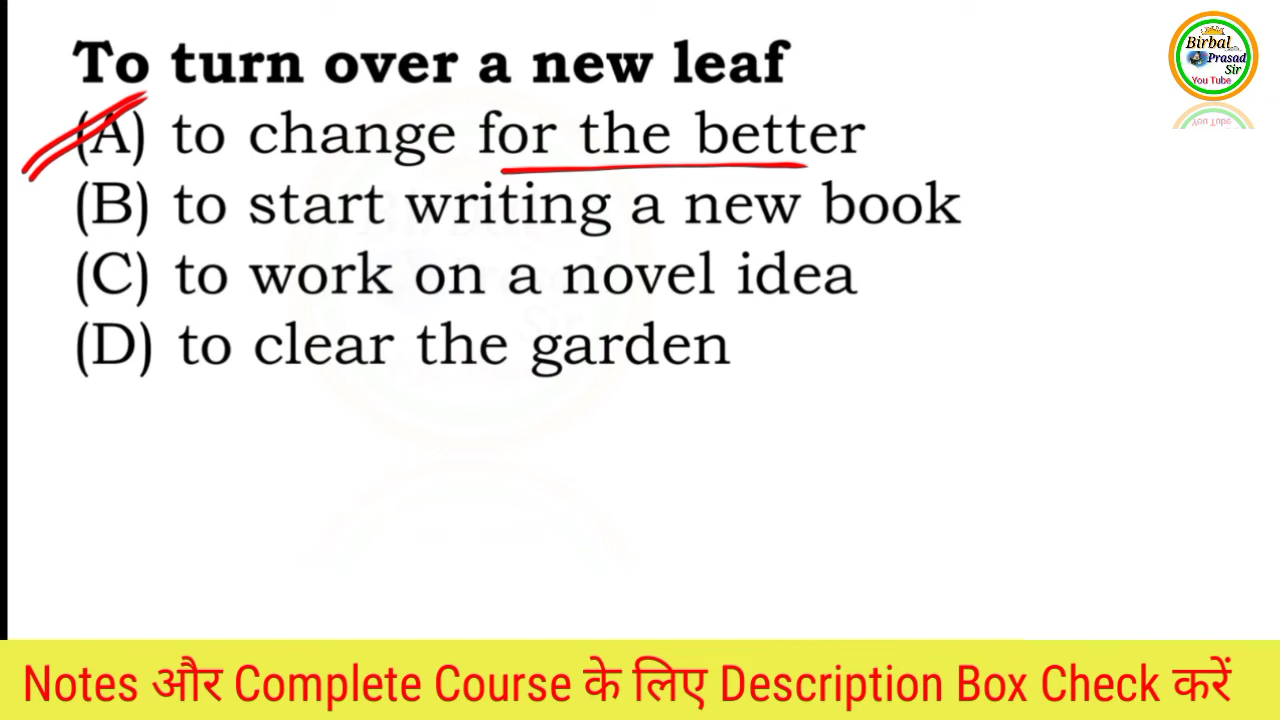 To turn over a new leaf
(A) to change for the better
(B) to start writing a new book
(C) to work on a novel idea
(D) to clear the garden
Birbal
Prasad
Sir
You Tube
Notes और Complete Course के लिए Description Box Check करें